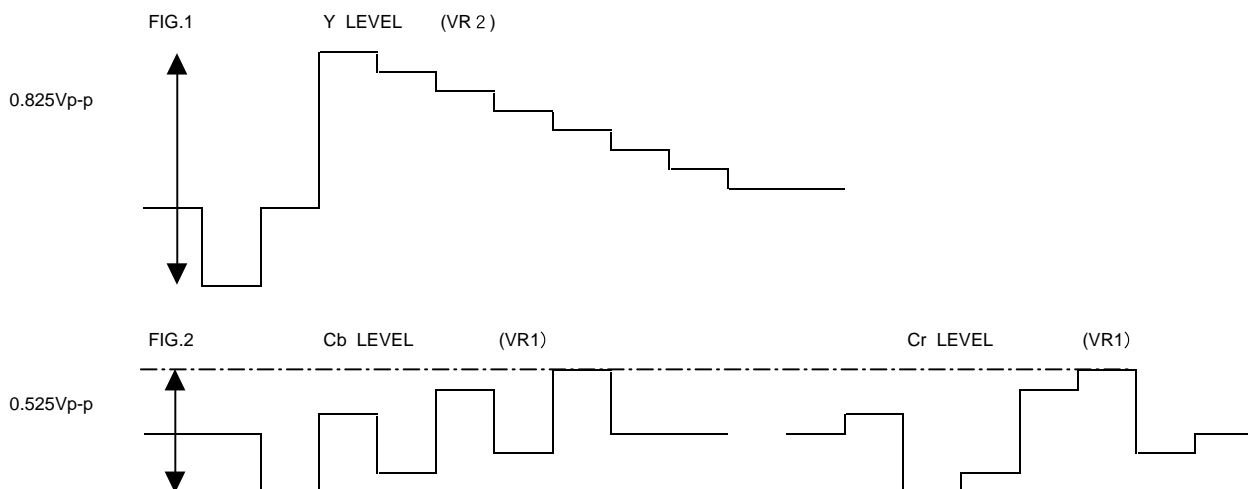 FIG.1 Y LEVEL (VR２)
0.825Vp-p
FIG.2 Cb LEVEL (VR1） Cr LEVEL (VR1）
0.525Vp-p